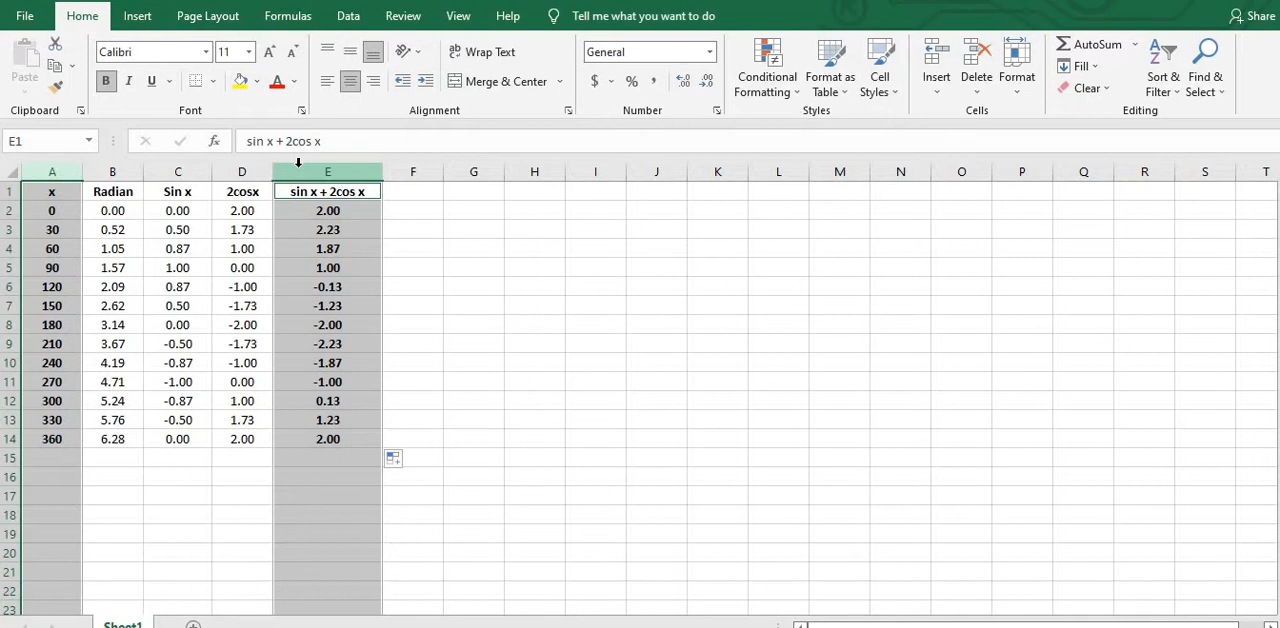 File Home Insert Page Layout Formulas Data Review View Help Tell me what you want to do Share
Paste Calibri 11 Wrap Text General Conditional Formatting Format as Table Cell Styles Insert Delete Format AutoSum Sort & Filter Find & Select
B I U Merge & Center $ % , Fill
Clear
Clipboard Font Alignment Number Styles Cells Editing
E1 fx sin x + 2cos x
A B C D E F G H I J K L M N O P Q R S T
1 x Radian Sin x 2cosx sin x + 2cos x
2 0 0.00 0.00 2.00 2.00
3 30 0.52 0.50 1.73 2.23
4 60 1.05 0.87 1.00 1.87
5 90 1.57 1.00 0.00 1.00
6 120 2.09 0.87 -1.00 -0.13
7 150 2.62 0.50 -1.73 -1.23
8 180 3.14 0.00 -2.00 -2.00
9 210 3.67 -0.50 -1.73 -2.23
10 240 4.19 -0.87 -1.00 -1.87
11 270 4.71 -1.00 0.00 -1.00
12 300 5.24 -0.87 1.00 0.13
13 330 5.76 -0.50 1.73 1.23
14 360 6.28 0.00 2.00 2.00
15
16
17
18
19
20
21
22
23
Sheet1